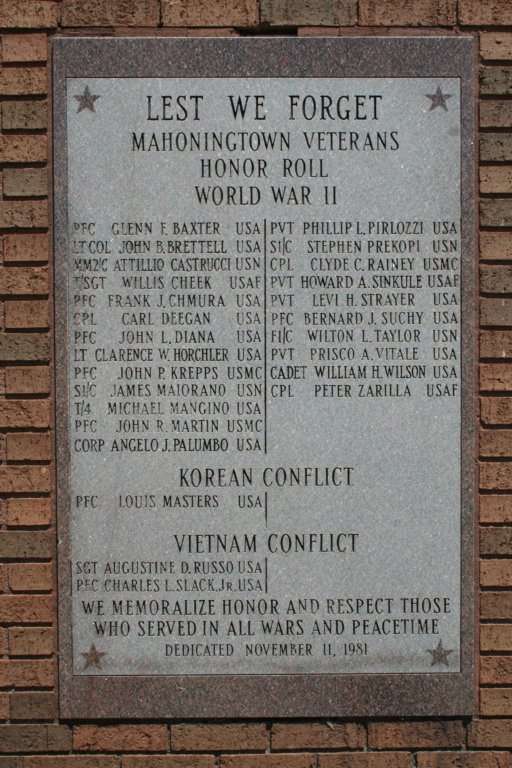 LEST WE FORGET
MAHONINGTOWN VETERANS
HONOR ROLL
WORLD WAR II
PFC GLENN F. BAXTER USA
LT COL JOHN B. BRETTELL USA
MM2/C ATTILLIO CASTRUCCI USN
T/SGT WILLIS CHEEK USAF
PFC FRANK J. CHMURA USA
CPL CARL DEEGAN USA
PFC JOHN L. DIANA USA
LT CLARENCE W. HORCHLER USA
PFC JOHN P. KREPPS USMC
S1/C JAMES MAIORANO USN
T/4 MICHAEL MANGINO USA
PFC JOHN R. MARTIN USMC
CORP ANGELO J. PALUMBO USA
PVT PHILLIP L. PIRLOZZI USA
S1/C STEPHEN PREKOPI USN
CPL CLYDE C. RAINEY USMC
PVT HOWARD A. SINKULE USAF
PVT LEVI H. STRAYER USA
PFC BERNARD J. SUCHY USA
F1/C WILTON L. TAYLOR USN
PVT PRISCO A. VITALE USA
CADET WILLIAM H. WILSON USA
CPL PETER ZARILLA USAF
KOREAN CONFLICT
PFC LOUIS MASTERS USA
VIETNAM CONFLICT
SGT AUGUSTINE D. RUSSO USA
PFC CHARLES L. SLACK, JR. USA
WE MEMORIALIZE HONOR AND RESPECT THOSE
WHO SERVED IN ALL WARS AND PEACETIME
DEDICATED NOVEMBER 11, 1981